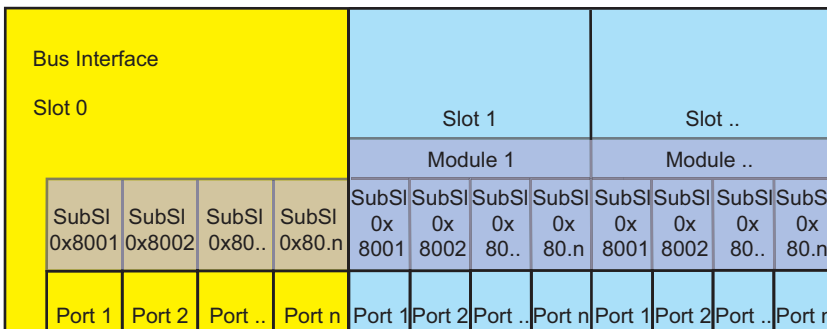 Bus Interface
Slot 0
Slot 1
Slot ..
Module 1
Module ..
SubSl
0x8001
SubSl
0x8002
SubSl
0x80..
SubSl
0x80.n
SubSl
0x
8001
SubSl
0x
8002
SubSl
0x
80..
SubSl
0x
80.n
SubSl
0x
8001
SubSl
0x
8002
SubSl
0x
80..
SubS
0x
80.n
Port 1
Port 2
Port ..
Port n
Port 1
Port 2
Port ..
Port n
Port 1
Port 2
Port ..
Port n